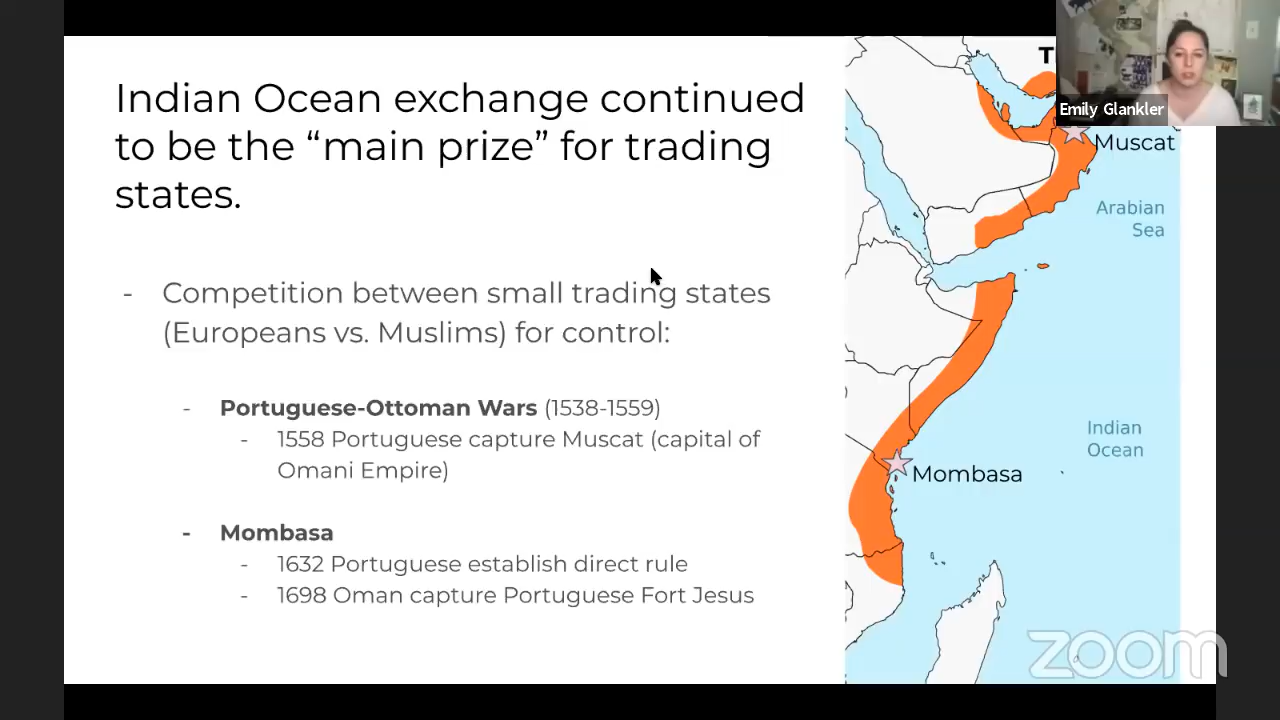 Indian Ocean exchange continued
to be the “main prize” for trading
states.
- Competition between small trading states
(Europeans vs. Muslims) for control:
- Portuguese-Ottoman Wars (1538-1559)
- 1558 Portuguese capture Muscat (capital of
Omani Empire)
- Mombasa
- 1632 Portuguese establish direct rule
- 1698 Oman capture Portuguese Fort Jesus
T
Emily Glankler
Muscat
Arabian
Sea
Indian
Ocean
Mombasa
zoom